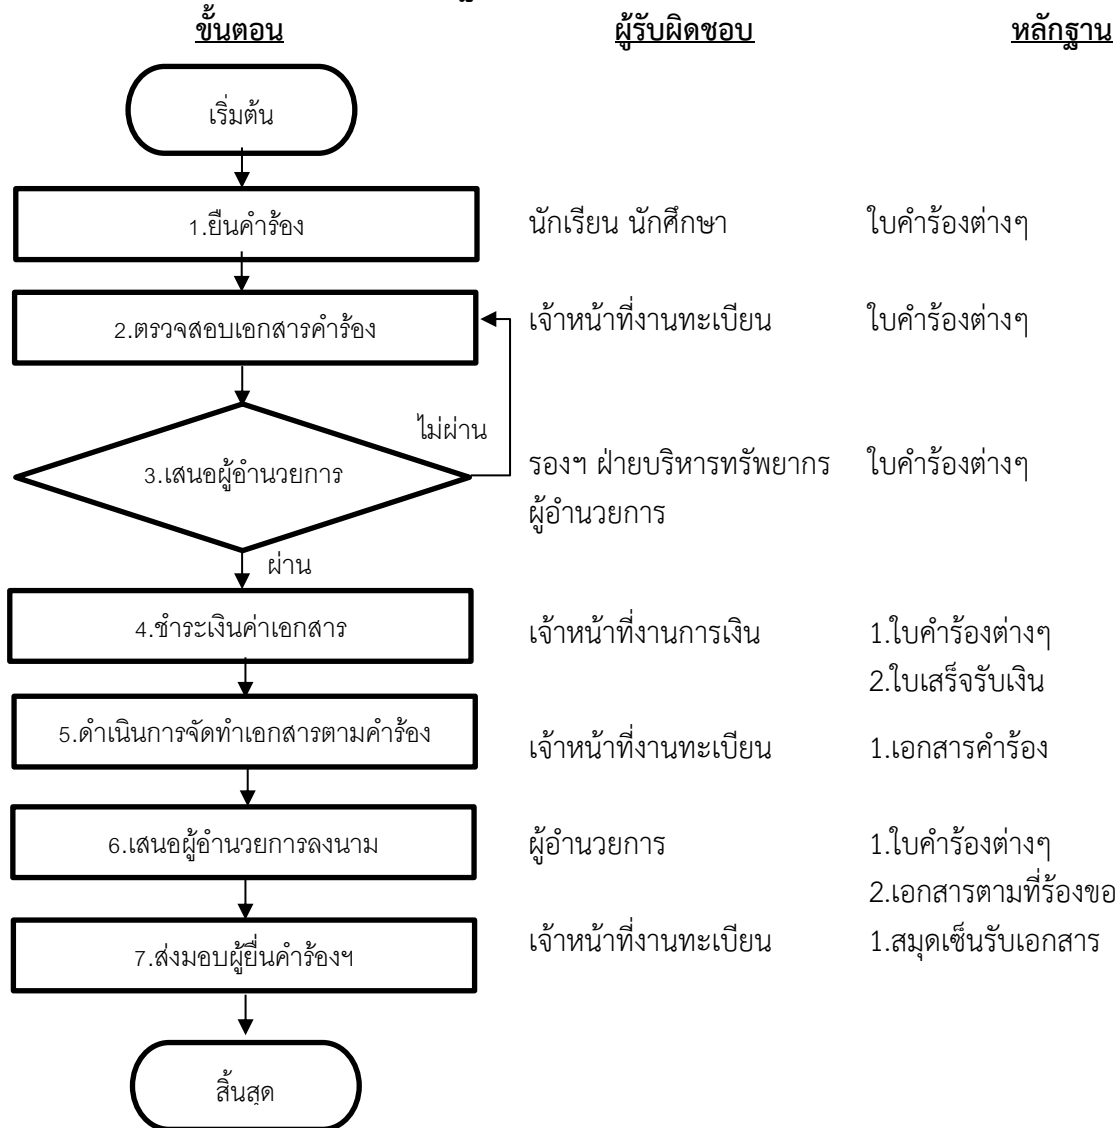 ขั้นตอน ผู้รับผิดชอบ หลักฐาน
เริ่มต้น
1.ยืนคำร้อง นักเรียน นักศึกษา ใบคำร้องต่างๆ
2.ตรวจสอบเอกสารคำร้อง เจ้าหน้าที่งานทะเบียน ใบคำร้องต่างๆ
ไม่ผ่าน
3.เสนอผู้อำนวยการ รองฯ ฝ่ายบริหารทรัพยากร ใบคำร้องต่างๆ
ผู้อำนวยการ
ผ่าน
4.ชำระเงินค่าเอกสาร เจ้าหน้าที่งานการเงิน 1.ใบคำร้องต่างๆ
2.ใบเสร็จรับเงิน
5.ดำเนินการจัดทำเอกสารตามคำร้อง เจ้าหน้าที่งานทะเบียน 1.เอกสารคำร้อง
6.เสนอผู้อำนวยการลงนาม ผู้อำนวยการ 1.ใบคำร้องต่างๆ
2.เอกสารตามที่ร้องขอ
7.ส่งมอบผู้ยื่นคำร้องฯ เจ้าหน้าที่งานทะเบียน 1.สมุดเซ็นรับเอกสาร
สิ้นสุด